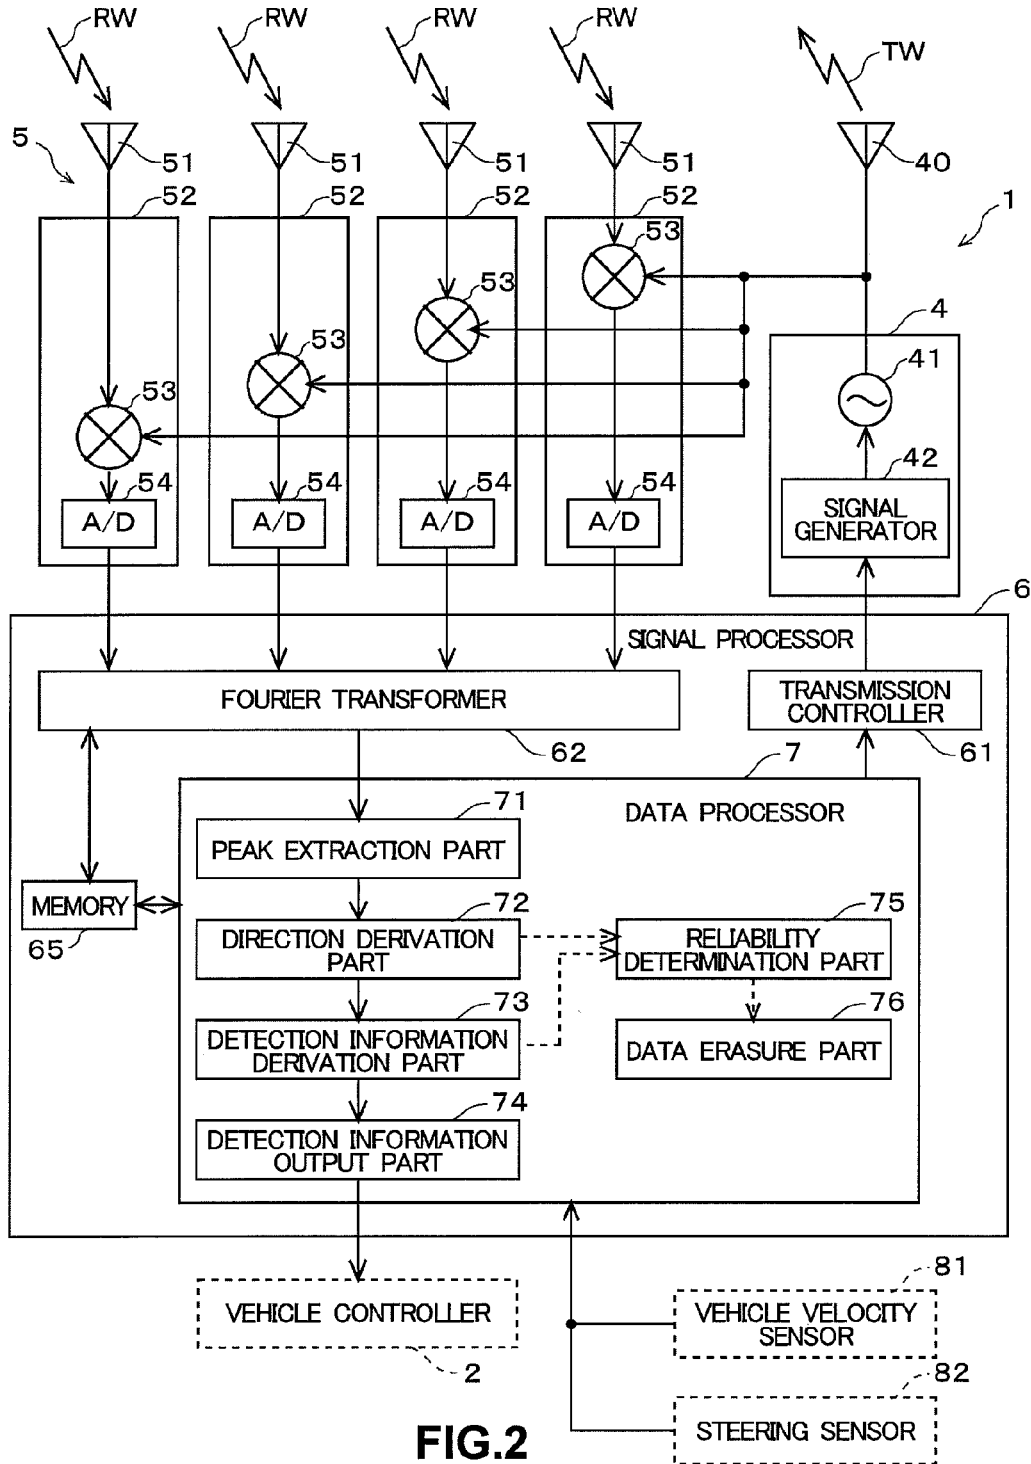 RW RW RW RW TW
5 51 51 51 51 40
52 52 52 52 1
53
53
4
53 41
53
42
54 54 54 54
A/D A/D A/D A/D
SIGNAL
GENERATOR
6
SIGNAL PROCESSOR
FOURIER TRANSFORMER
TRANSMISSION
CONTROLLER
62 7 61
71 DATA PROCESSOR
PEAK EXTRACTION PART
MEMORY
65
72 75
DIRECTION DERIVATION
PART
RELIABILITY
DETERMINATION PART
73 76
DETECTION INFORMATION
DERIVATION PART
DATA ERASURE PART
74
DETECTION INFORMATION
OUTPUT PART
81
VEHICLE CONTROLLER
VEHICLE VELOCITY
SENSOR
2
82
STEERING SENSOR
FIG.2